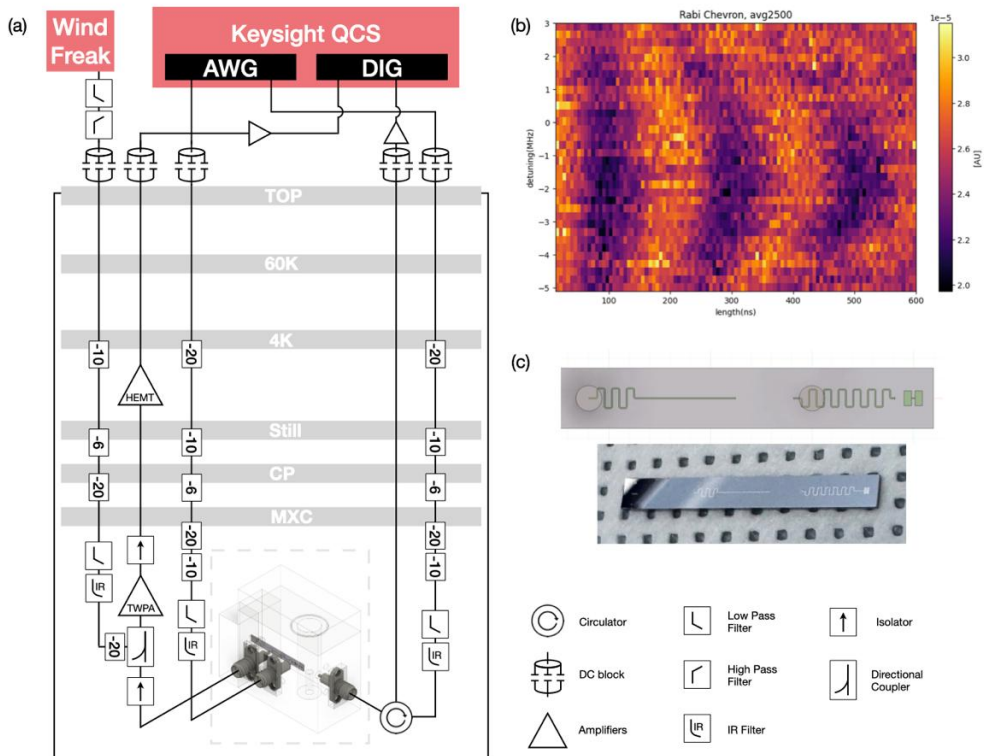 (a)
Wind
Freak
Keysight QCS
AWG
DIG
TOP
60K
4K
-10
-20
-20
HEMT
Still
-6
-10
-10
CP
-20
-6
-6
MXC
-20
-10
-20
-10
IR
TWPA
IR
IR
-20
(b)
Rabi Chevron, avg2500
1e-5
3
2
1
0
−1
−2
−3
−4
−5
detuning(MHz)
100
200
300
400
500
600
length(ns)
3.0
2.8
2.6
2.4
2.2
2.0
[AU]
(c)
Circulator
Low Pass
Filter
Isolator
DC block
High Pass
Filter
Directional
Coupler
Amplifiers
IR
IR Filter